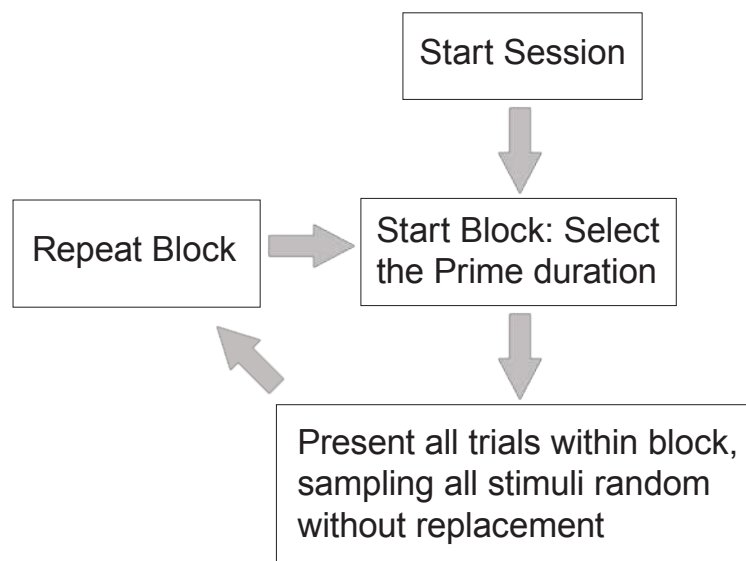 Start Session
Repeat Block
Start Block: Select
the Prime duration
Present all trials within block,
sampling all stimuli random
without replacement